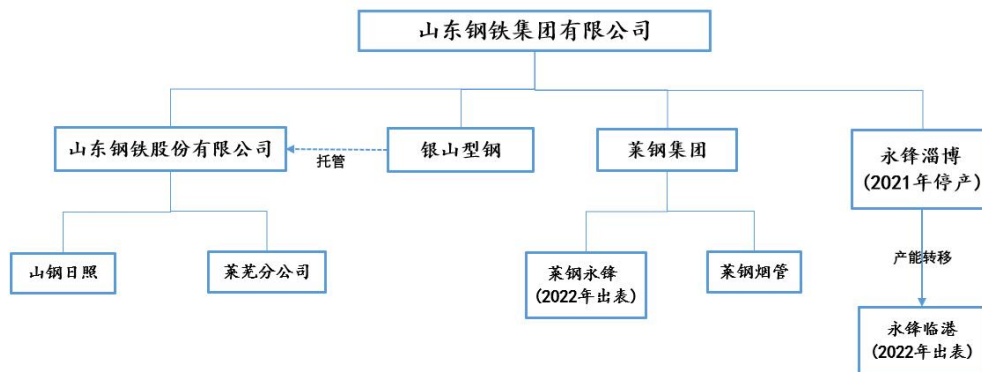 山东钢铁集团有限公司
山东钢铁股份有限公司
托管
银山型钢
莱钢集团
永锋淄博
(2021年停产)
山钢日照
莱芜分公司
莱钢永锋
(2022年出表)
莱钢烟管
产能转移
永锋临港
(2022年出表)